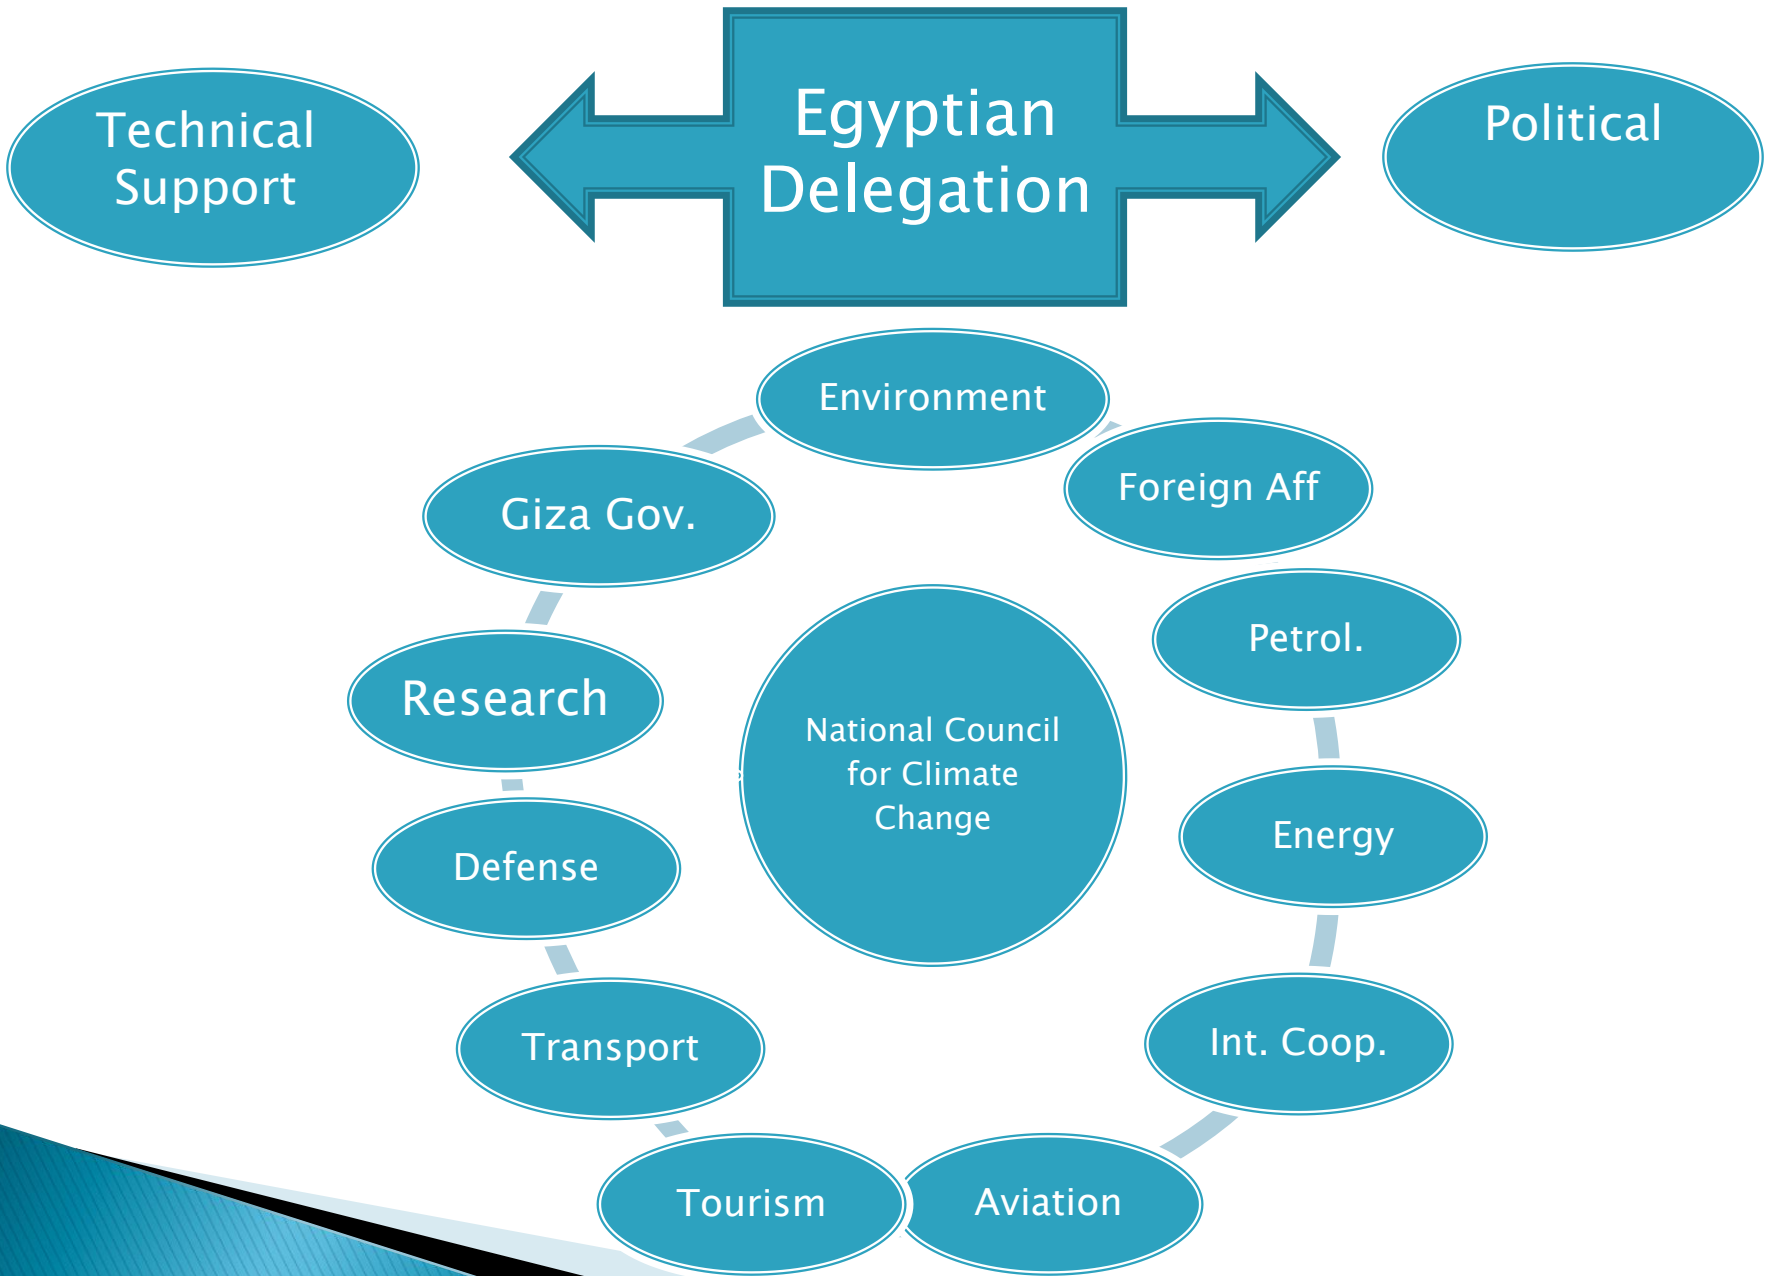 Technical
Support
Egyptian
Delegation
Political
Environment
Foreign Aff
Giza Gov.
Petrol.
Research
National Council
for Climate
Change
Energy
Defense
Int. Coop.
Transport
Tourism
Aviation